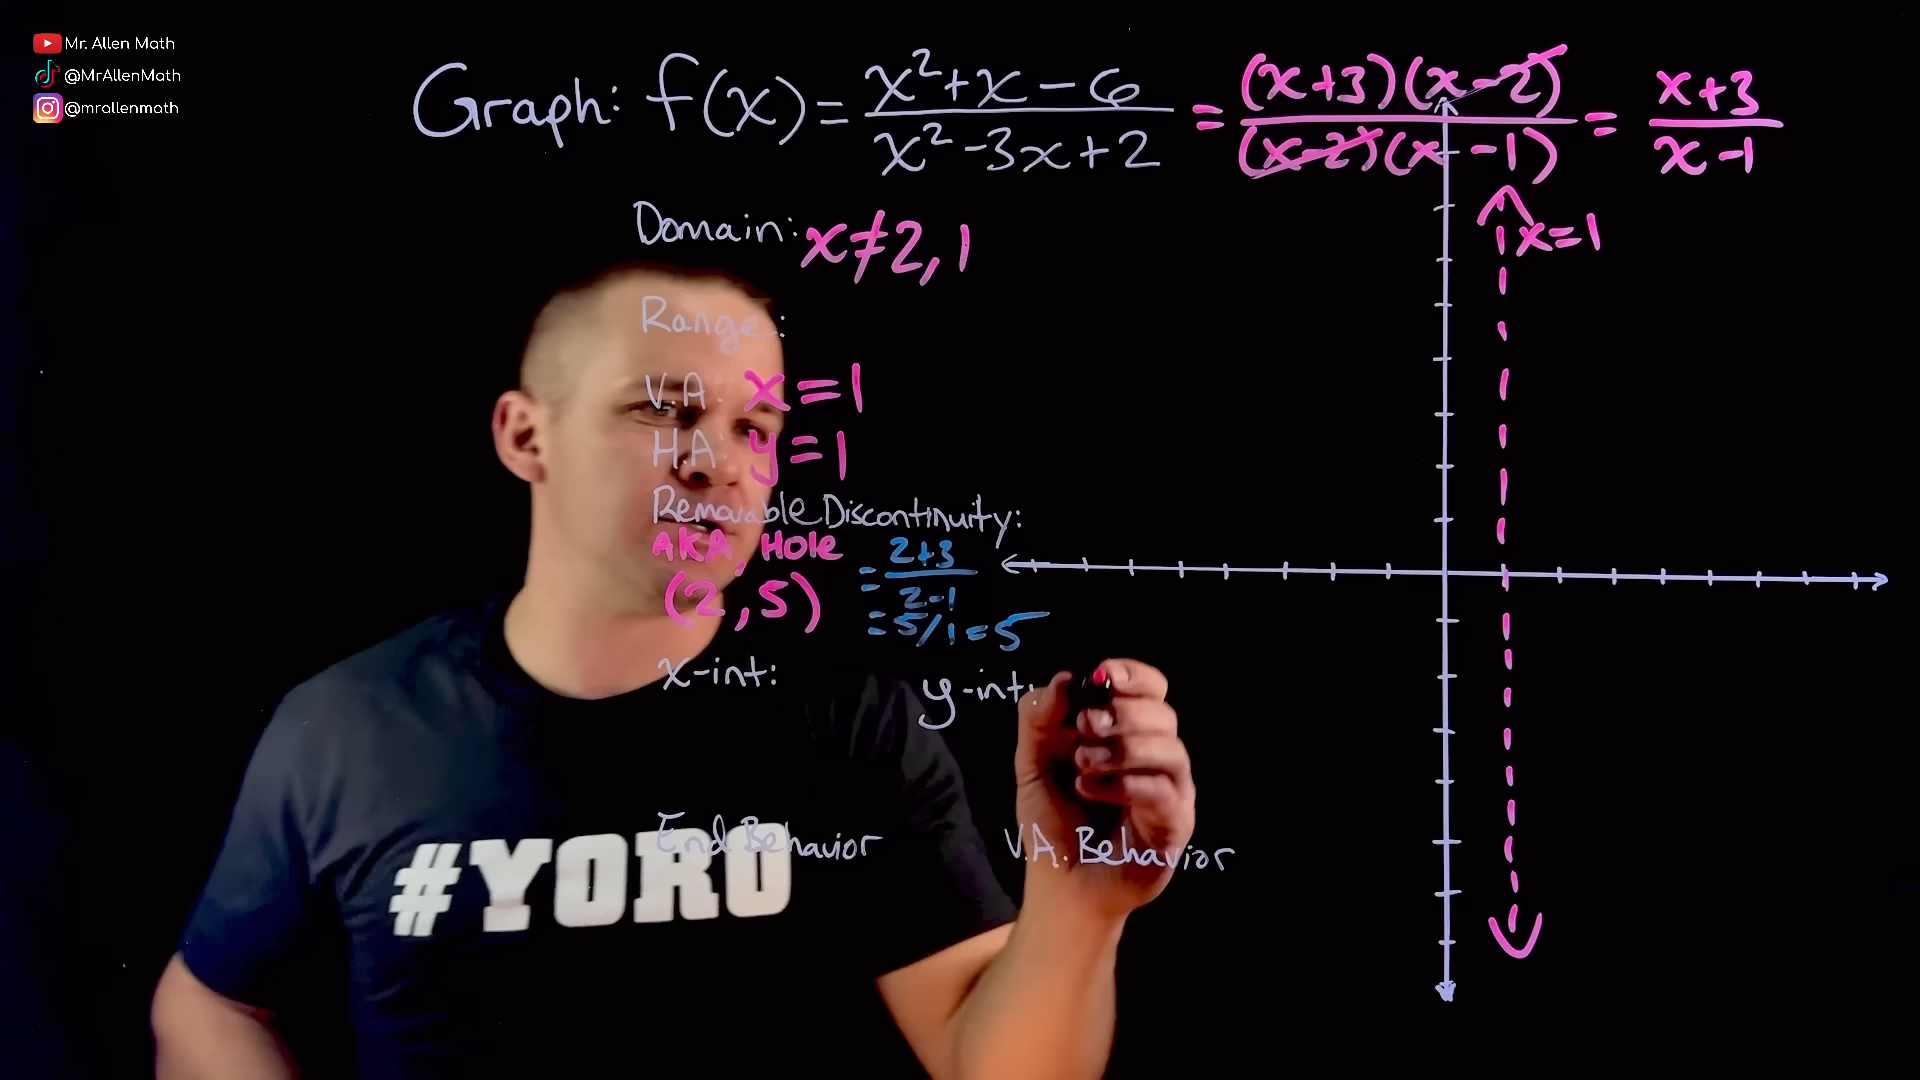 Mr. Allen Math
@MrAllenMath
@mrallenmath
Graph: f(x) = x²+x-6 / x²-3x+2 = (x+3)(x-2) / (x-2)(x-1) = x+3 / x-1
Domain: x≠2, 1
x=1
Range:
V.A: x=1
H.A: y=1
Removable Discontinuity:
AKA, Hole
(2,5)
= 2+3 / 2-1
= 5/1 = 5
x-int:
y-int:
End Behavior
V.A. Behavior
#YORO